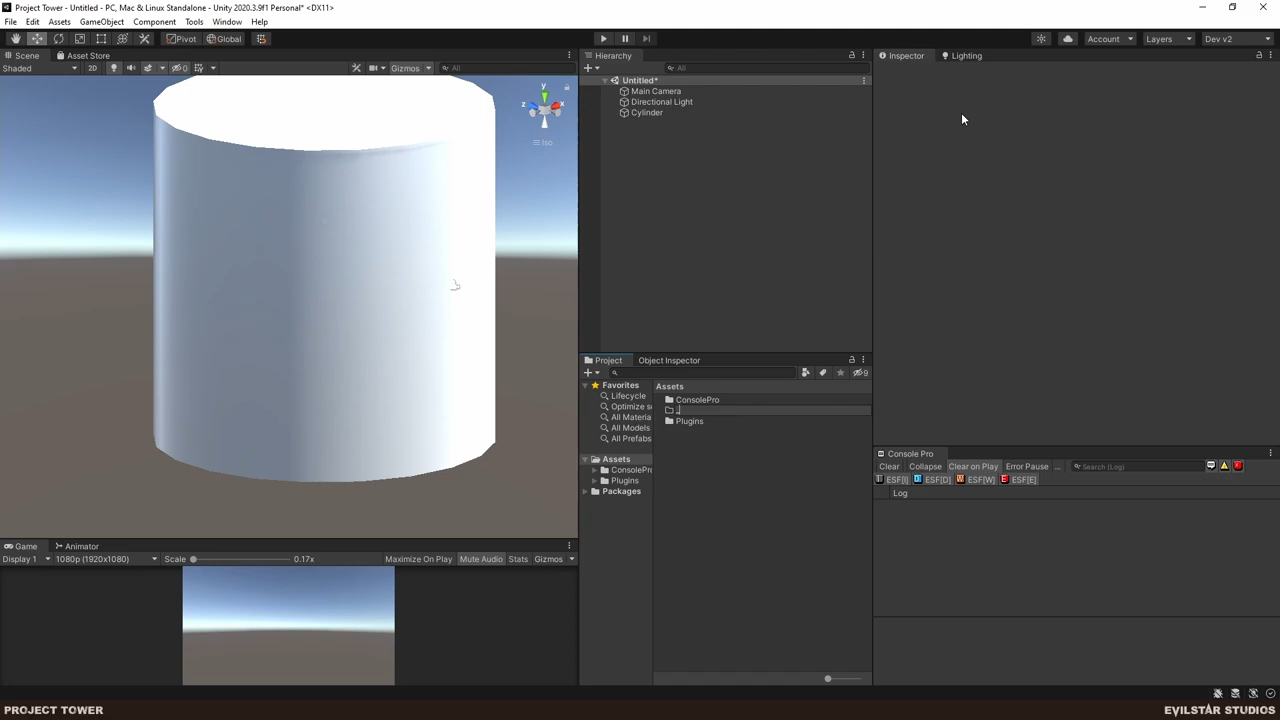 Project Tower - Untitled - PC, Mac & Linux Standalone - Unity 2020.3.9f1 Personal* <DX11>
File Edit Assets GameObject Component Tools Window Help
Pivot Global Account Layers Dev v2
Scene Asset Store
Shaded 2D 0 Gizmos All
y
z x
Iso
Hierarchy
All
Untitled*
Main Camera
Directional Light
Cylinder
Inspector Lighting
Project Object Inspector
9
Favorites
Lifecycle
Optimize s
All Materia
All Models
All Prefabs
Assets
ConsolePro
Plugins
Packages
Assets
ConsolePro
_
Plugins
Console Pro
Clear Collapse Clear on Play Error Pause ... Search (Log)
ESF[I] ESF[D] ESF[W] ESF[E]
Log
Game Animator
Display 1 1080p (1920x1080) Scale 0.17x Maximize On Play Mute Audio Stats Gizmos
PROJECT TOWER
EVILSTAR STUDIOS